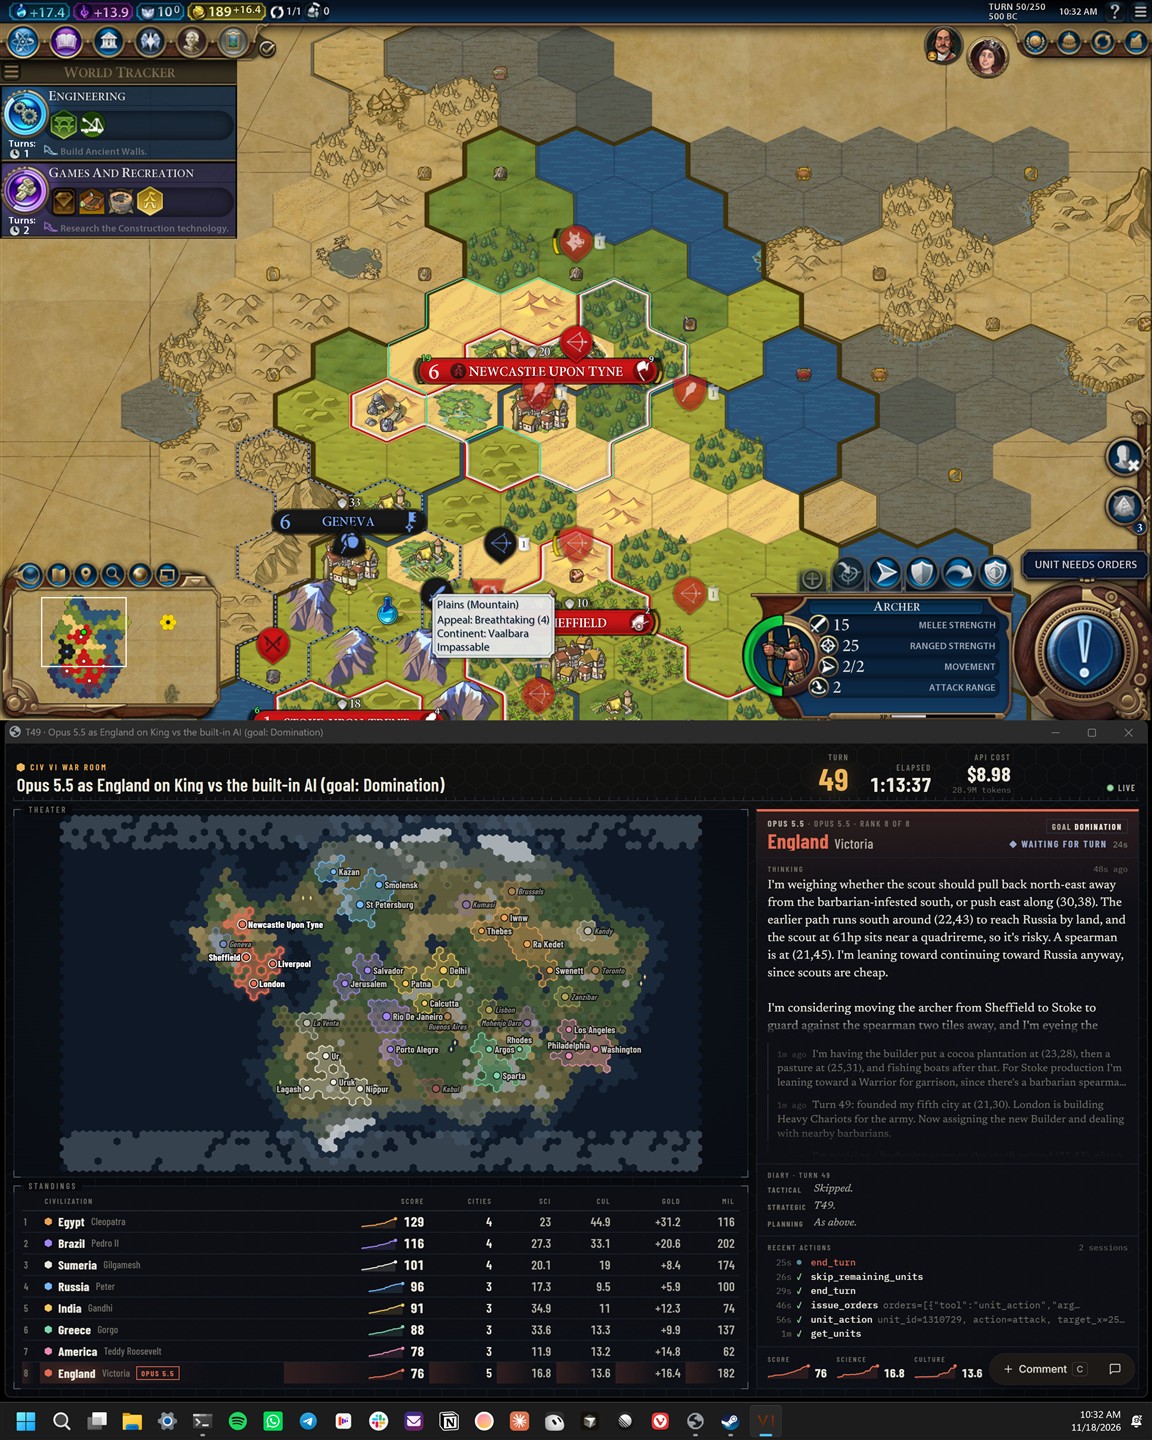 +17.4 +13.9 10 0 189 +16.4 1/1 0
TURN 50/250
500 BC
10:32 AM
?
WORLD TRACKER
ENGINEERING
Turns:
1
Build Ancient Walls.
GAMES AND RECREATION
Turns:
2
Research the Construction technology.
1
19
20
6 NEWCASTLE UPON TYNE 9
1
1
33
6 GENEVA
1
Plains (Mountain)
Appeal: Breathtaking (4)
Continent: Vaalbara
Impassable
10
EFFIELD 2
1
18
6
1 STOKE UPON TRENT 4
3
UNIT NEEDS ORDERS
ARCHER
15 MELEE STRENGTH
25 RANGED STRENGTH
2/2 MOVEMENT
2 ATTACK RANGE
T49 · Opus 5.5 as England on King vs the built-in AI (goal: Domination)
CIV VI WAR ROOM
Opus 5.5 as England on King vs the built-in AI (goal: Domination)
TURN
49
ELAPSED
1:13:37
API COST
$8.98
28.9M tokens
LIVE
THEATER
Kazan
Smolensk
St Petersburg
Brussels
Kumasi
Iwnw
Thebes
Kandy
Ra Kedet
Newcastle Upon Tyne
Geneva
Sheffield
Liverpool
London
Salvador
Jerusalem
Delhi
Patna
Swenett
Toronto
Calcutta
Zanzibar
La Venta
Rio De Janeiro
Buenos Aires
Lisbon
Mohenjo Daro
Los Angeles
Rhodes
Philadelphia
Porto Alegre
Argos
Washington
Ur
Sparta
Lagash
Uruk
Nippur
Kabul
OPUS 5.5 · OPUS 5.5 · RANK 8 OF 8
GOAL DOMINATION
England Victoria
WAITING FOR TURN 24s
THINKING 48s ago
I'm weighing whether the scout should pull back north-east away
from the barbarian-infested south, or push east along (30,38). The
earlier path runs south around (22,43) to reach Russia by land, and
the scout at 61hp sits near a quadrireme, so it's risky. A spearman
is at (21,45). I'm leaning toward continuing toward Russia anyway,
since scouts are cheap.
I'm considering moving the archer from Sheffield to Stoke to
guard against the spearman two tiles away, and I'm eyeing the
1m ago I'm having the builder put a cocoa plantation at (23,28), then a
pasture at (25,31), and fishing boats after that. For Stoke production I'm
leaning toward a Warrior for garrison, since there's a barbarian spearma...
1m ago Turn 49: founded my fifth city at (21,30). London is building
Heavy Chariots for the army. Now assigning the new Builder and dealing
with nearby barbarians.
DIARY · TURN 49
TACTICAL Skipped.
STRATEGIC T49.
PLANNING As above.
RECENT ACTIONS 2 sessions
25s end_turn
26s ✓ skip_remaining_units
29s ✓ end_turn
46s ✓ issue_orders orders=[{"tool":"unit_action","arg…
56s ✓ unit_action unit_id=1310729, action=attack, target_x=25…
1m ✓ get_units
SCORE 76 SCIENCE 16.8 CULTURE 13.6
+ Comment C
STANDINGS
CIVILIZATION SCORE CITIES SCI CUL GOLD MIL
1 Egypt Cleopatra 129 4 23 44.9 +31.2 116
2 Brazil Pedro II 116 4 27.3 33.1 +20.6 202
3 Sumeria Gilgamesh 101 4 20.1 19 +8.4 174
4 Russia Peter 96 3 17.3 9.5 +5.9 100
5 India Gandhi 91 3 34.9 11 +12.3 74
6 Greece Gorgo 88 3 33.6 13.3 +9.9 137
7 America Teddy Roosevelt 78 3 11.9 13.2 +14.8 62
8 England Victoria OPUS 5.5 76 5 16.8 13.6 +16.4 182
10:32 AM
11/18/2026